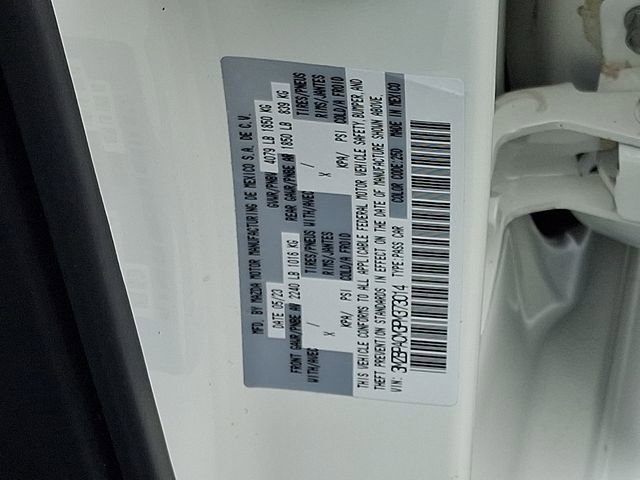 MFD. BY MAZDA MOTOR MANUFACTURING DE MEXICO S.A. DE C.V.
DATE 05/23 GVWR/PNBV 4079 LB 1850 KG
FRONT GAWR/PNBE AV 2240 LB 1016 KG REAR GAWR/PNBE AR 1850 LB 839 KG
WITH/AVEC / TIRES/PNEUS WITH/AVEC / TIRES/PNEUS
X RIMS/JANTES X RIMS/JANTES
KPA/ PSI COLD/A FROID KPA/ PSI COLD/A FROID
THIS VEHICLE CONFORMS TO ALL APPLICABLE FEDERAL MOTOR VEHICLE SAFETY, BUMPER, AND
THEFT PREVENTION STANDARDS IN EFFECT ON THE DATE OF MANUFACTURE SHOWN ABOVE.
VIN: TYPE:PASS CAR COLOR CODE: MADE IN MEXICO